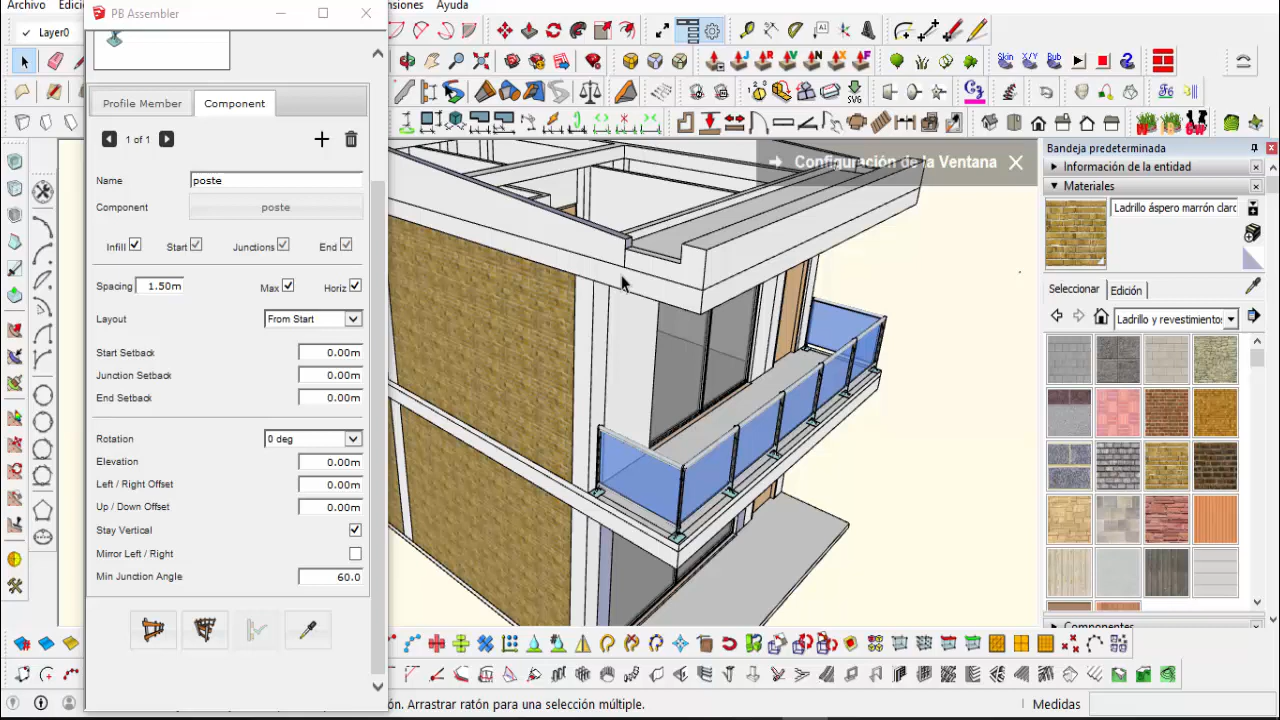 Archivo
nsiones
Ayuda
Layer0
PB Assembler
SVG
Skin
X/Y
Bub
Profile Member
Component
1 of 1
Name
poste
Component
poste
Infill
Start
Junctions
End
Spacing
1.50m
Max
Horiz
Layout
From Start
Start Setback
0.00m
Junction Setback
0.00m
End Setback
0.00m
Rotation
0 deg
Elevation
0.00m
Left / Right Offset
0.00m
Up / Down Offset
0.00m
Stay Vertical
Mirror Left / Right
Min Junction Angle
60.0
Configuración de la Ventana
Bandeja predeterminada
Información de la entidad
Materiales
Ladrillo áspero marrón claro
Seleccionar
Edición
Ladrillo y revestimiento
Componentes
ón. Arrastrar ratón para una selección múltiple.
Medidas